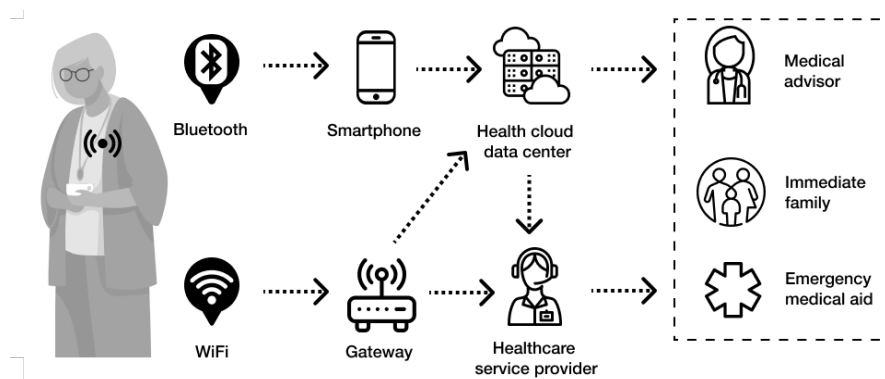 Bluetooth
Smartphone
Health cloud
data center
Medical
advisor
Immediate
family
WiFi
Gateway
Healthcare
service provider
Emergency
medical aid